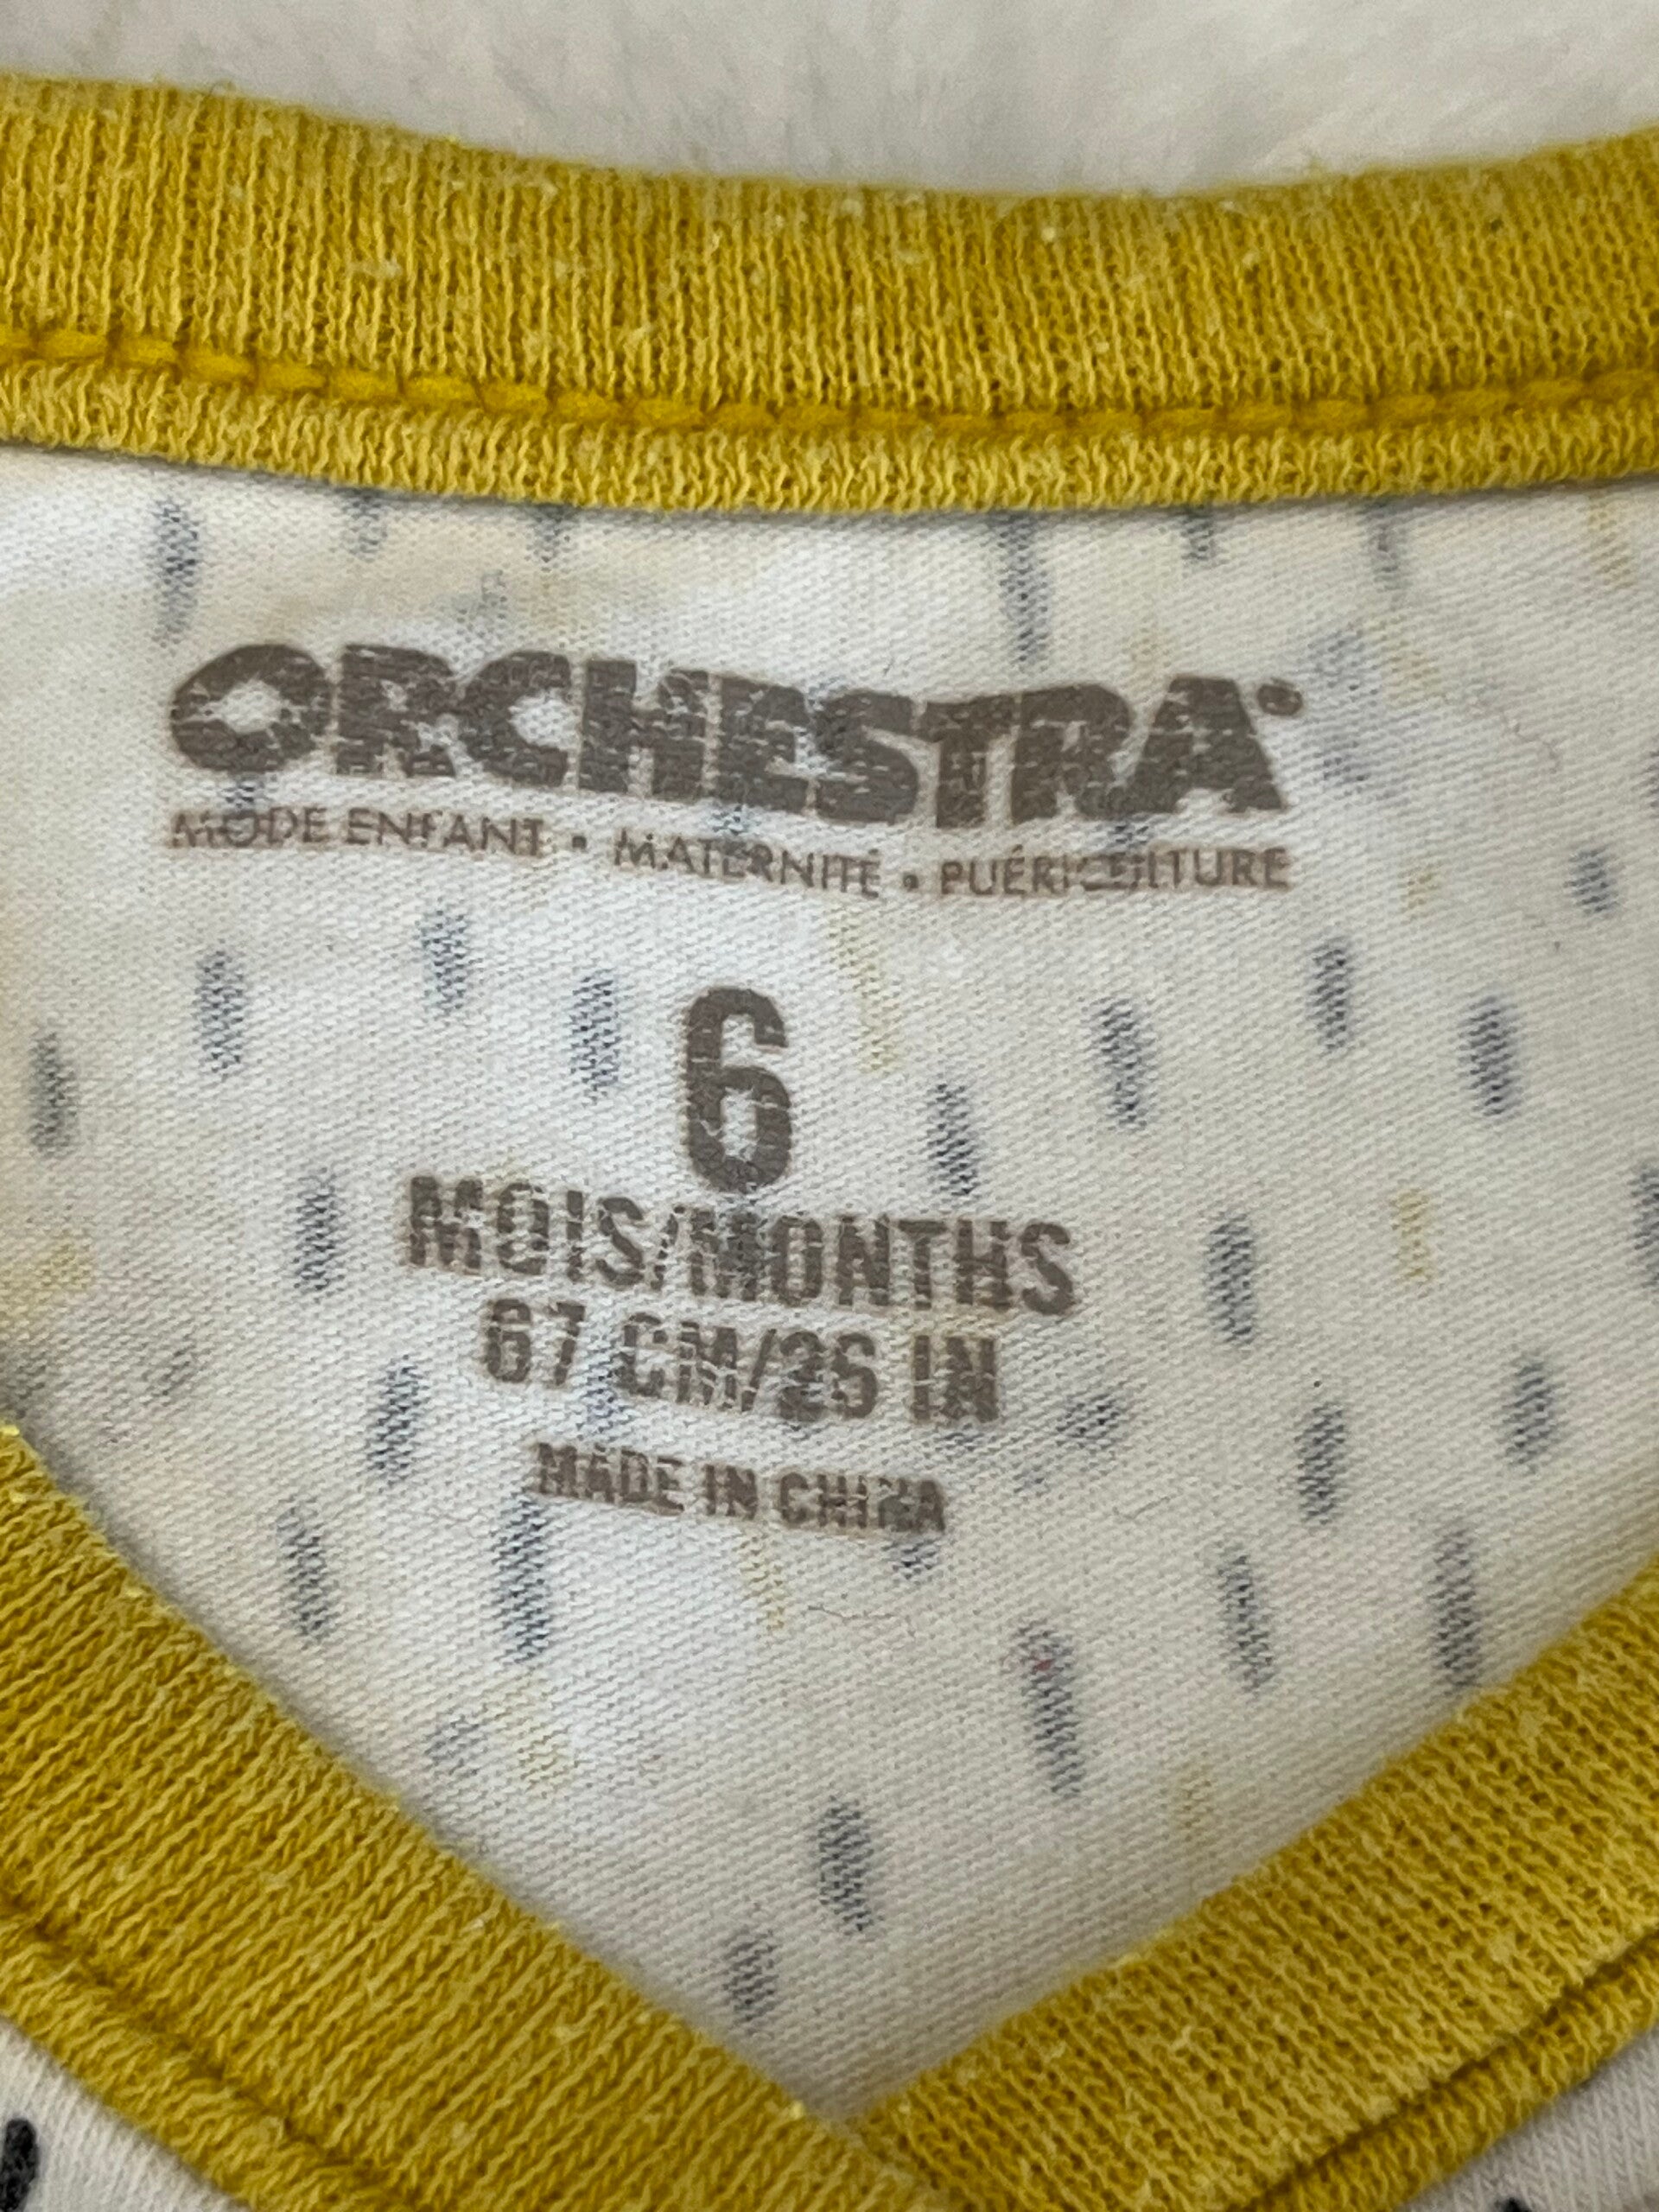 ORCHESTRA
MODE ENFANT • MATERNITÉ • PUÉRICULTURE
6
MOIS/MONTHS
67 CM/26 IN
MADE IN CHINA